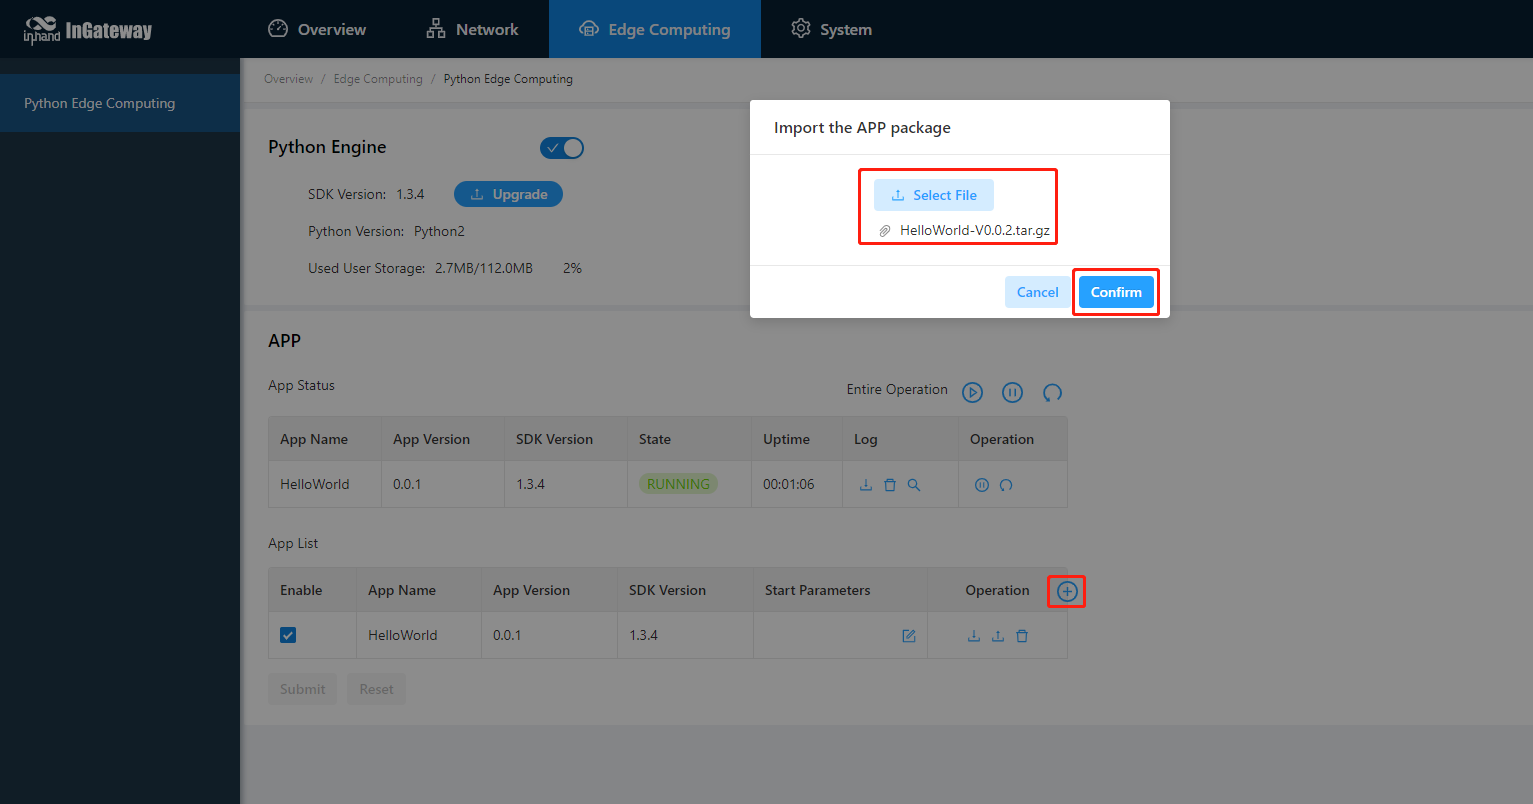 inhand InGateway Overview Network Edge Computing System
Python Edge Computing
Overview / Edge Computing / Python Edge Computing
Import the APP package
Select File
HelloWorld-V0.0.2.tar.gz
Cancel Confirm
Python Engine
SDK Version: 1.3.4 Upgrade
Python Version: Python2
Used User Storage: 2.7MB/112.0MB 2%
APP
App Status Entire Operation
App Name App Version SDK Version State Uptime Log Operation
HelloWorld 0.0.1 1.3.4 RUNNING 00:01:06
App List
Enable App Name App Version SDK Version Start Parameters Operation
HelloWorld 0.0.1 1.3.4
Submit Reset